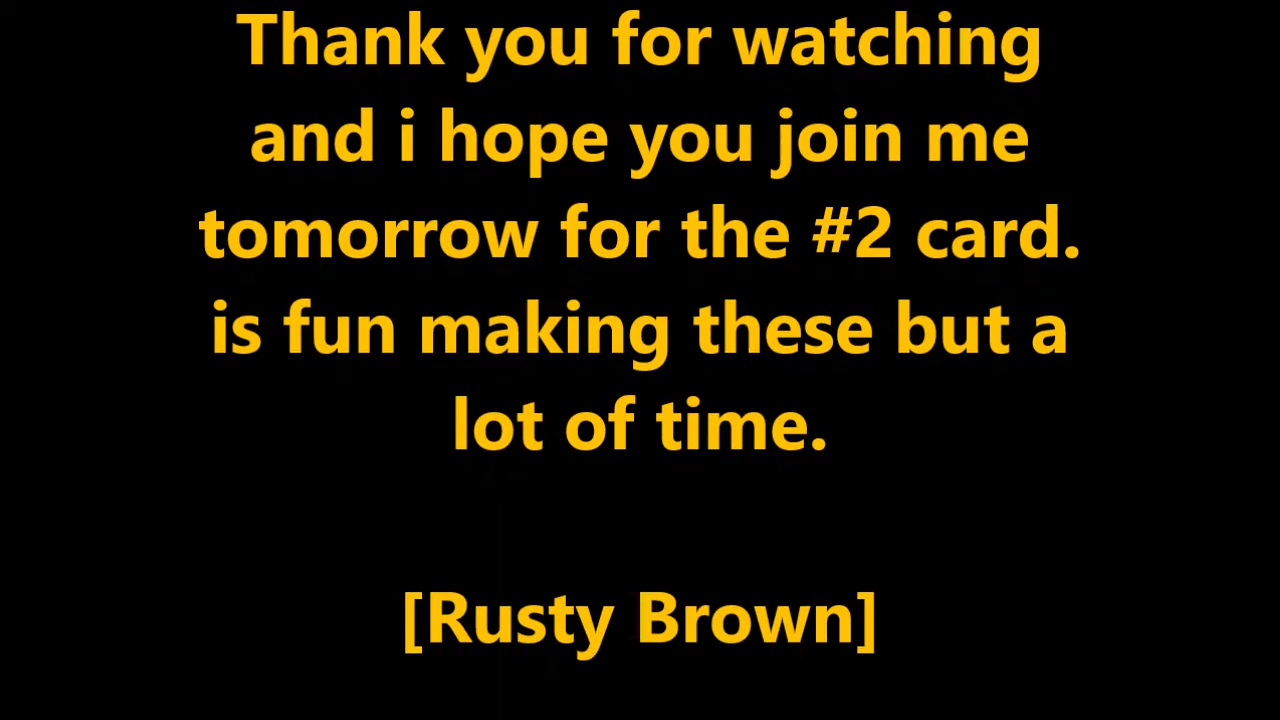 Thank you for watching
and i hope you join me
tomorrow for the #2 card.
is fun making these but a
lot of time.
[Rusty Brown]